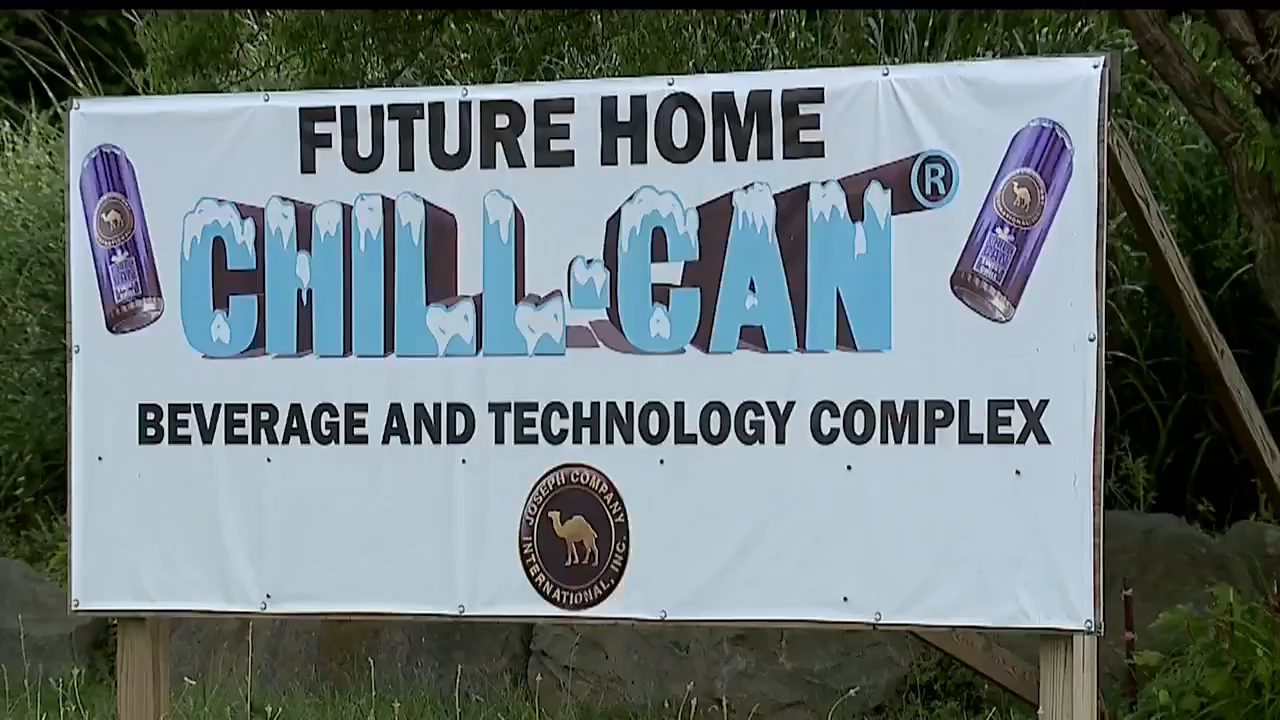 FUTURE HOME
CHILL-CAN®
BEVERAGE AND TECHNOLOGY COMPLEX
JOSEPH COMPANY
INTERNATIONAL, INC.